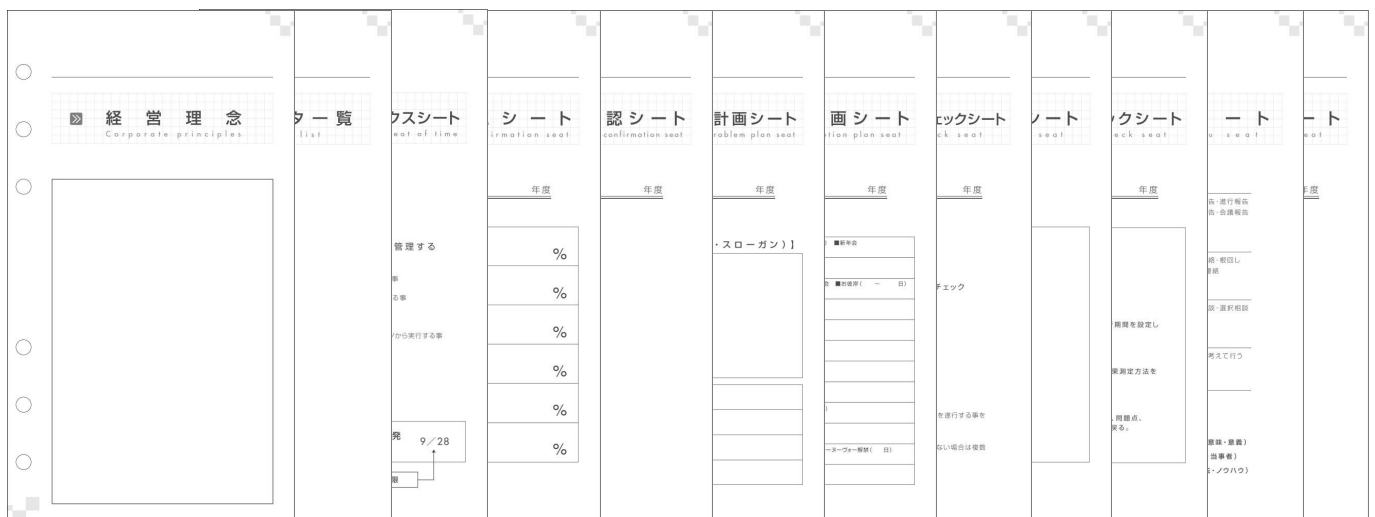 経営理念
Corporate principles
ター覧
list
クスシート
eat of time
管理する
事
る事
から実行する事
発
9/28
限
シート
irmation seat
年度
%
%
%
%
%
%
認シート
confirmation seat
年度
計画シート
roblem plan seat
年度
・スローガン）】
画シート
tion plan seat
年度
■新年会
会 ■お彼岸（　－　日）
）
ーヌーヴォー解禁（　日）
ェックシート
ck seat
年度
チェック
を遂行する事を
ない場合は複数
ノート
seat
ックシート
eck seat
年度
期間を設定し
果測定方法を
、問題点、
戻る。
ート
u seat
告・進行報告
告・会議報告
絡・根回し
連絡
談・選択相談
考えて行う
意味・意義）
当事者）
法・ノウハウ）
ート
eat
年度